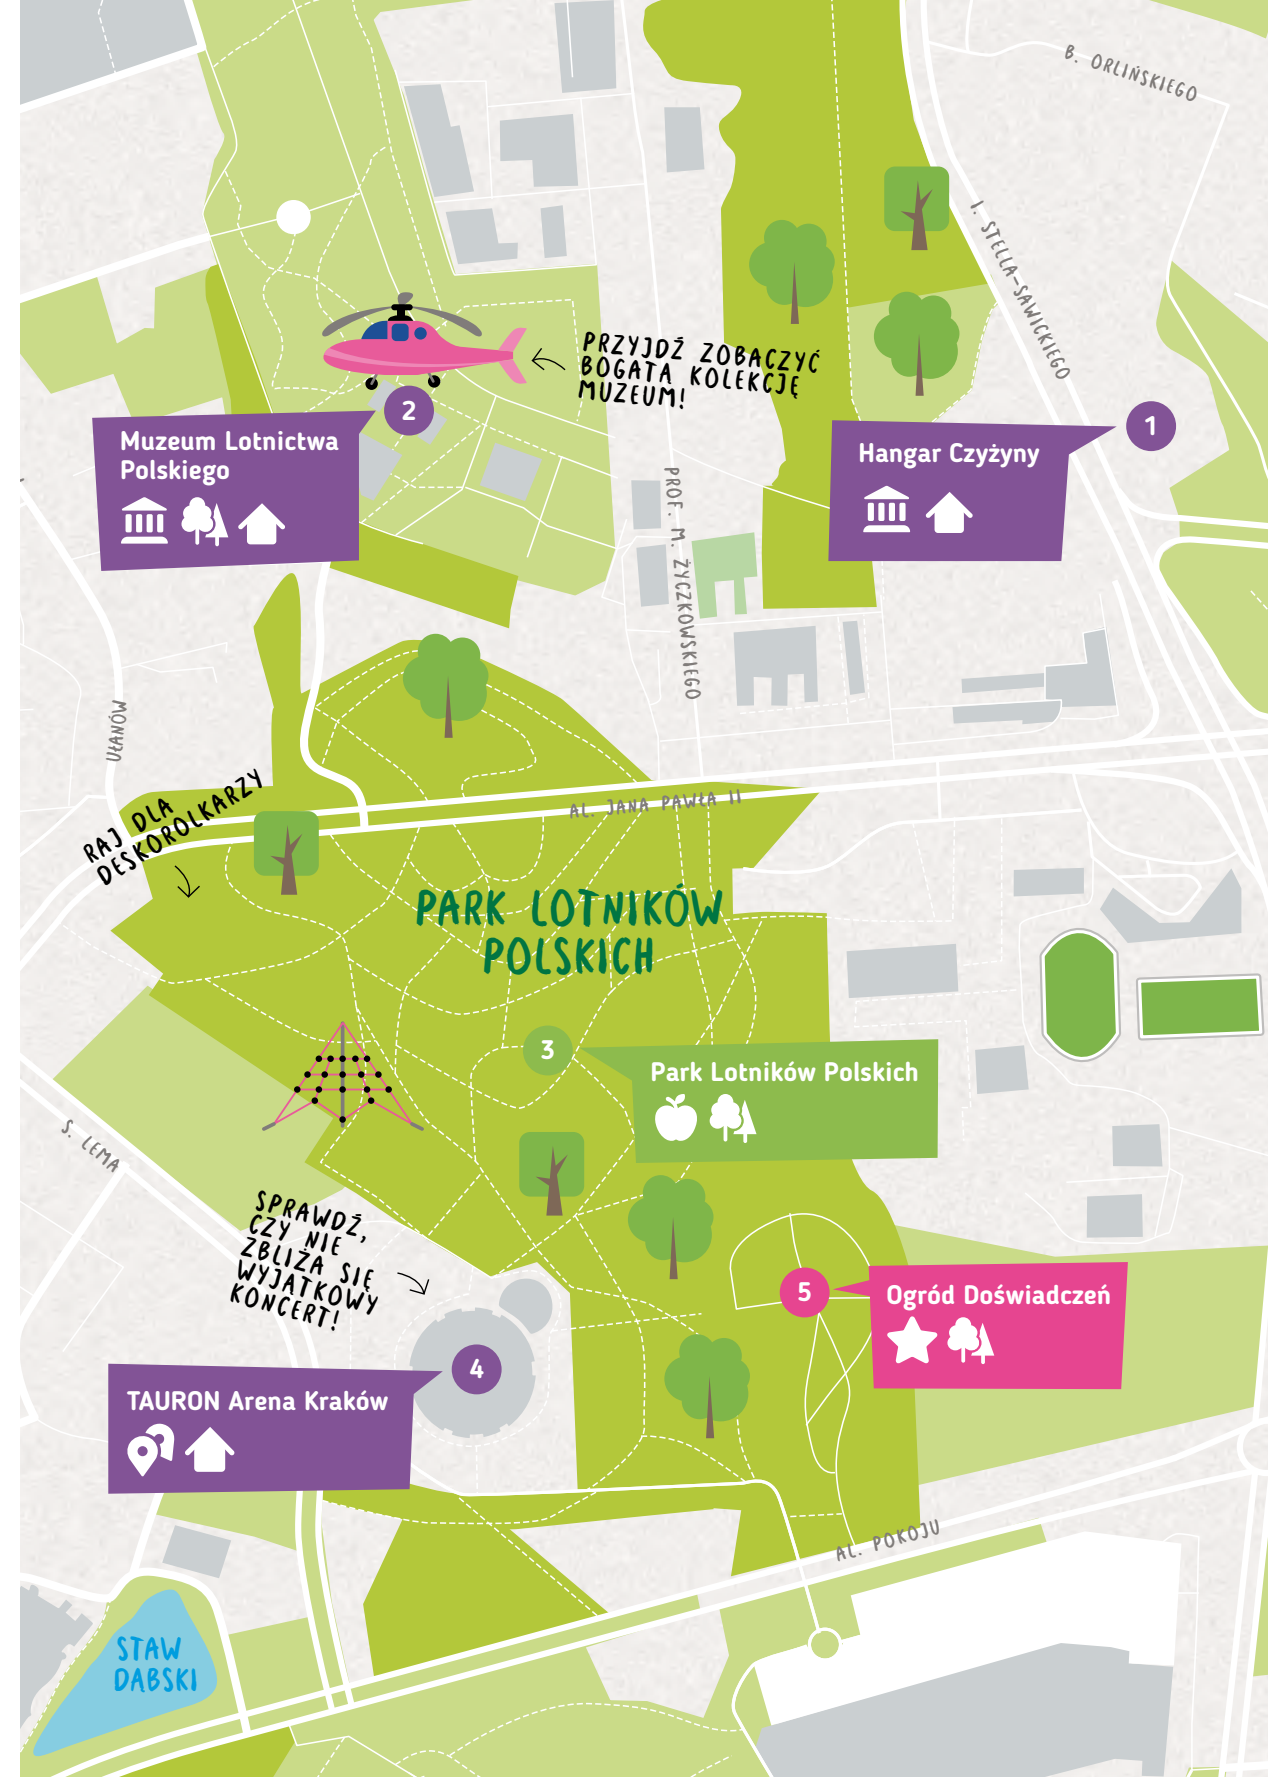 B. ORLIŃSKIEGO
I. STELLA-SAWICKIEGO
PRZYJDŹ ZOBACZYĆ
BOGATA KOLEKCJĘ
MUZEUM!
2
1
Muzeum Lotnictwa
Polskiego
Hangar Czyżyny
PROF. M. ŻYCZKOWSKIEGO
UŁANÓW
RAJ DLA
DESKOROLKARZY
AL. JANA PAWŁA II
PARK LOTNIKÓW
POLSKICH
3
Park Lotników Polskich
S. LEMA
SPRAWDŹ,
CZY NIE
ZBLIŻA SIĘ
WYJĄTKOWY
KONCERT!
5
Ogród Doświadczeń
4
TAURON Arena Kraków
AL. POKOJU
STAW
DĄBSKI